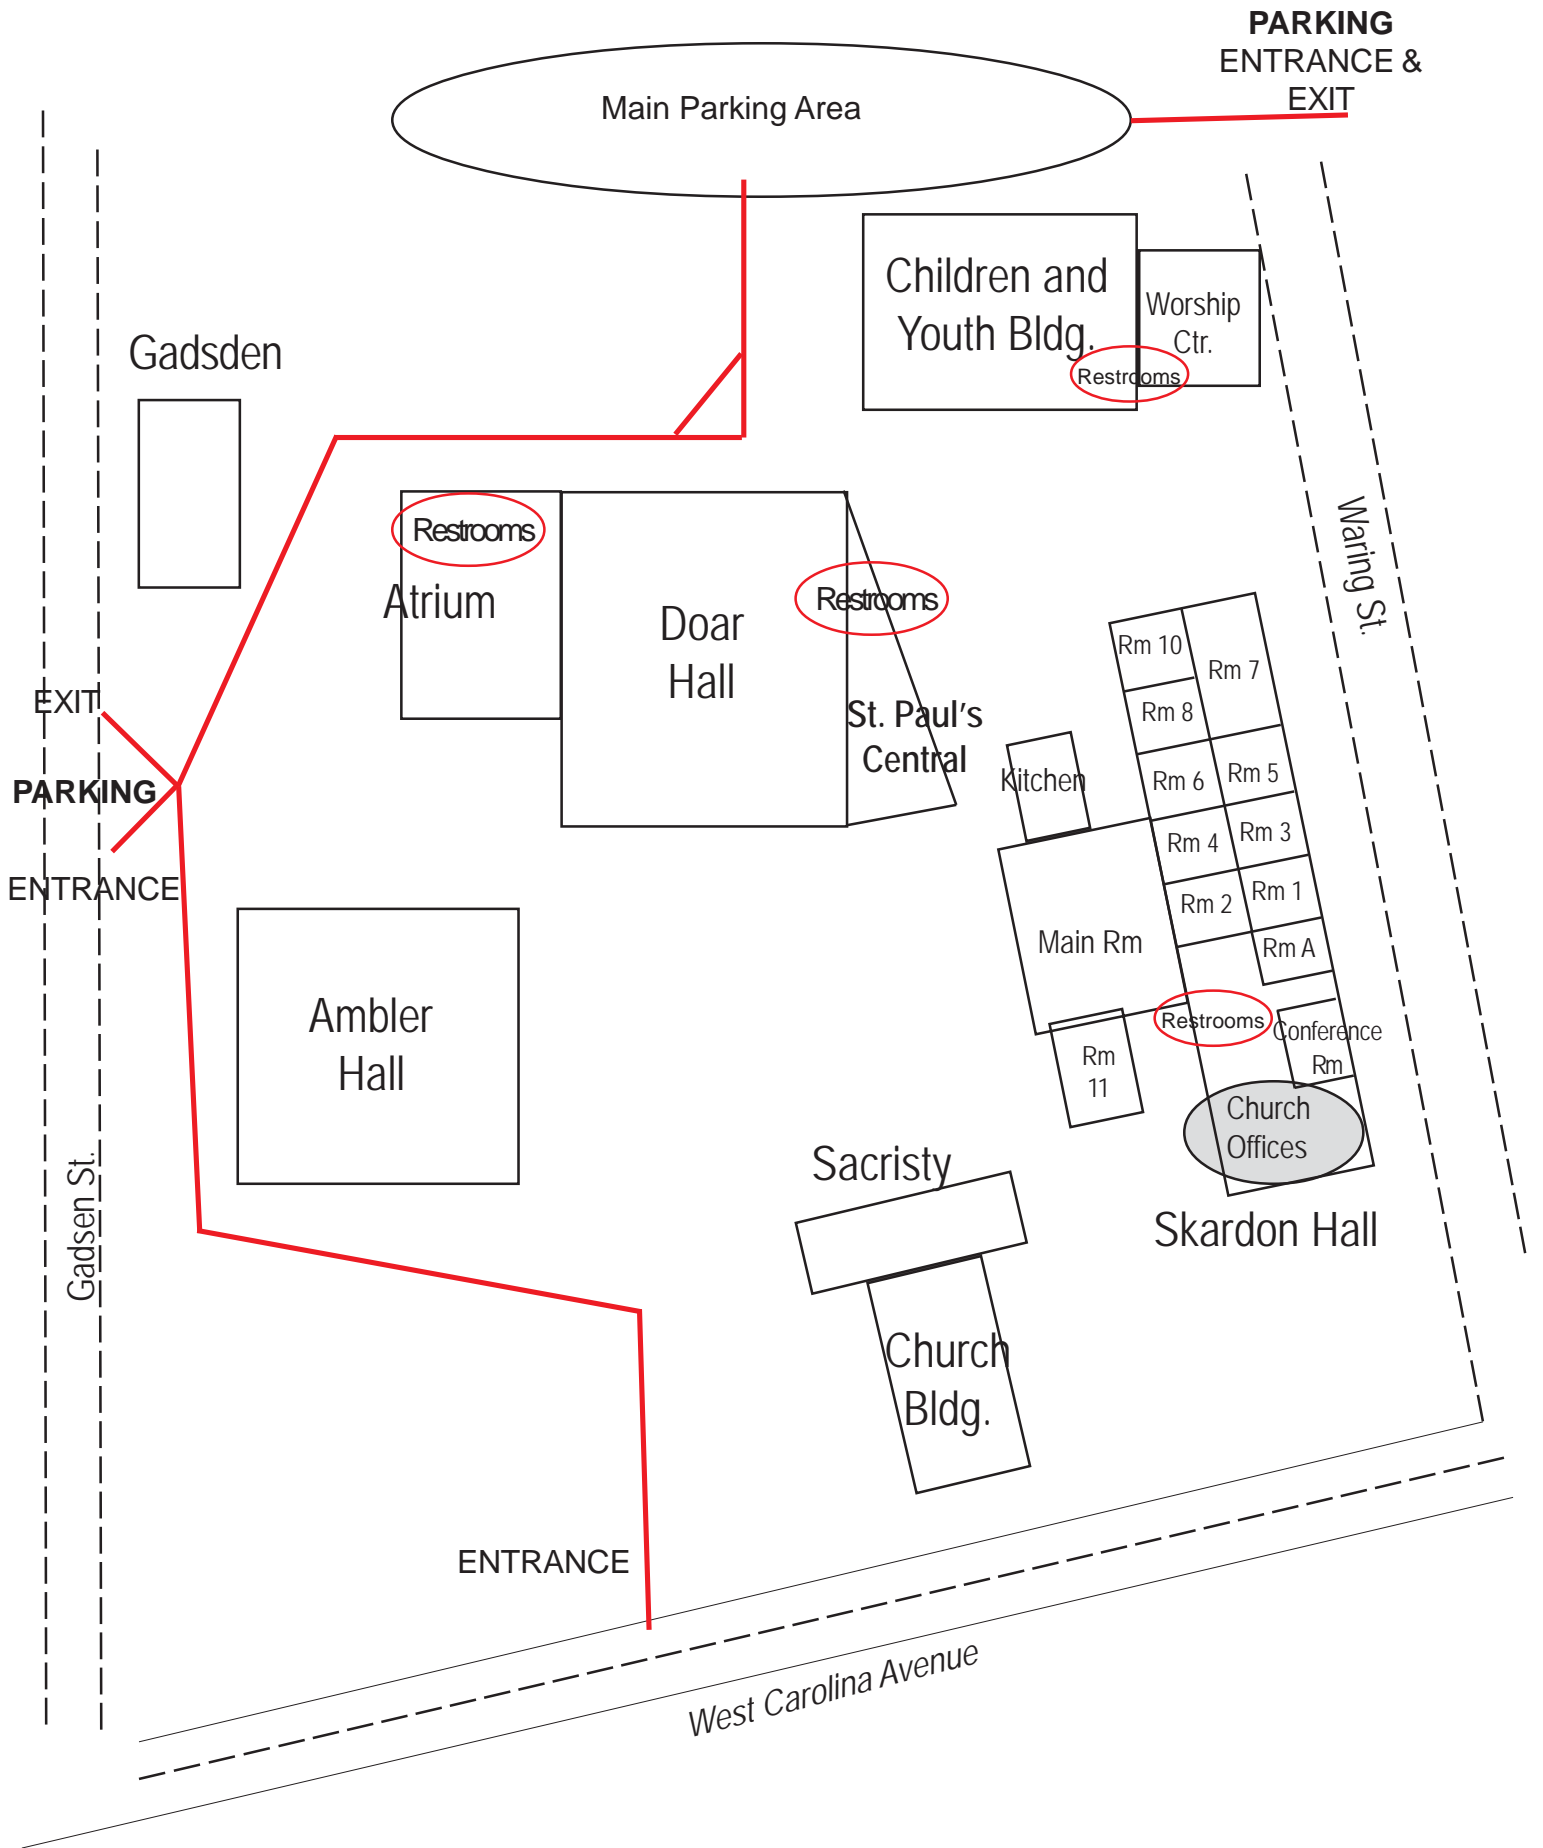 PARKING
ENTRANCE &
EXIT
Main Parking Area
Children and
Youth Bldg.
Worship
Ctr.
Restrooms
Gadsden
Restrooms
Atrium
Doar
Hall
Restrooms
St. Paul's
Central
Waring St.
Rm 10
Rm 7
Rm 8
Kitchen
Rm 6
Rm 5
Rm 4
Rm 3
Rm 2
Rm 1
Rm A
Main Rm
Restrooms
Conference
Rm
Rm
11
Church
Offices
Skardon Hall
EXIT
PARKING
ENTRANCE
Ambler
Hall
Gadsen St.
Sacristy
Church
Bldg.
ENTRANCE
West Carolina Avenue